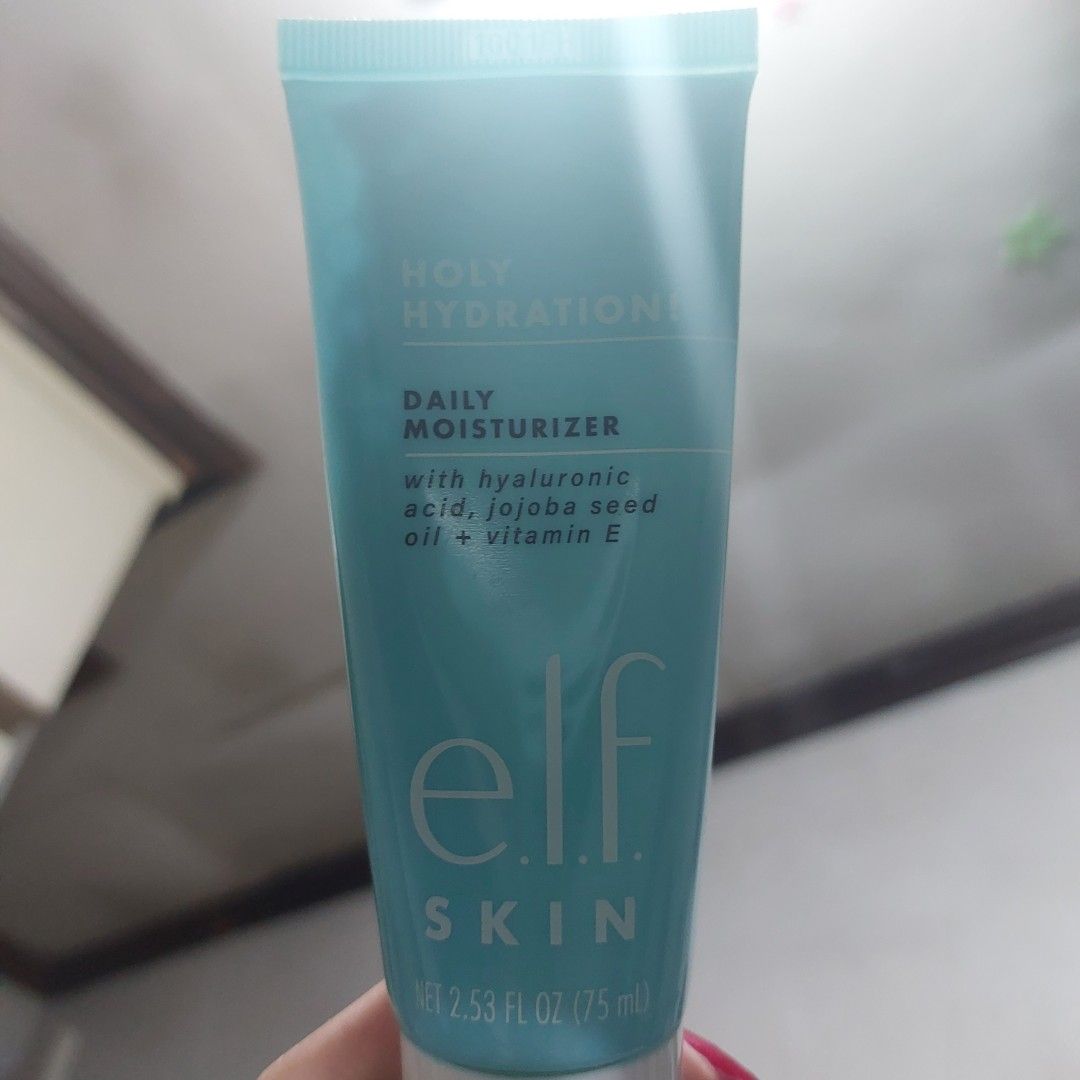 HOLY
HYDRATION!
DAILY
MOISTURIZER
with hyaluronic
acid, jojoba seed
oil + vitamin E
e.l.f.
SKIN
NET 2.53 FL OZ (75 mL)